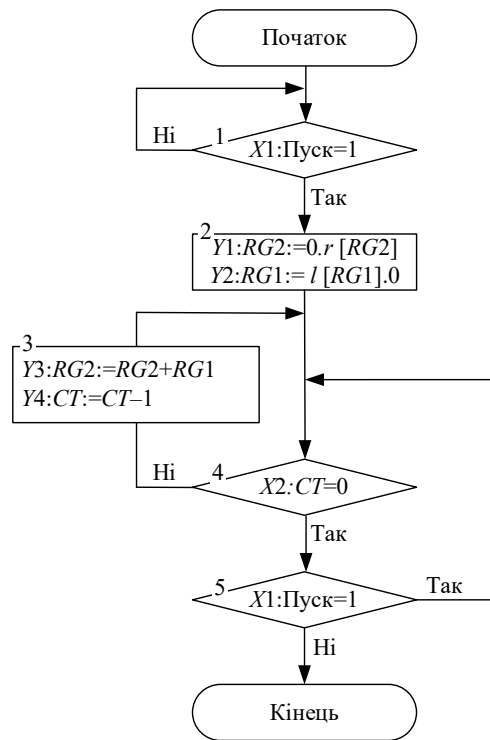 Початок
1
Ні
X1:Пуск=1
Так
2
Y1:RG2:=0.r [RG2]
Y2:RG1:= l [RG1].0
3
Y3:RG2:=RG2+RG1
Y4:CT:=CT–1
Ні
4
X2:CT=0
Так
5
X1:Пуск=1
Так
Ні
Кінець